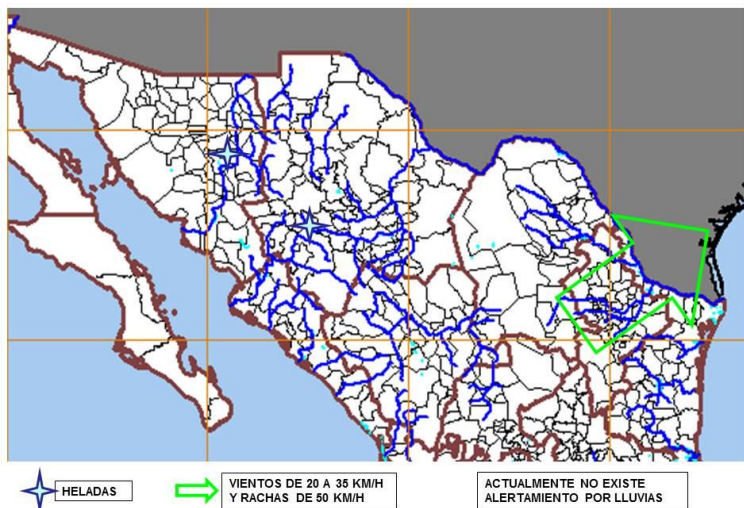 HELADAS
VIENTOS DE 20 A 35 KM/H
Y RACHAS DE 50 KM/H
ACTUALMENTE NO EXISTE
ALERTAMIENTO POR LLUVIAS